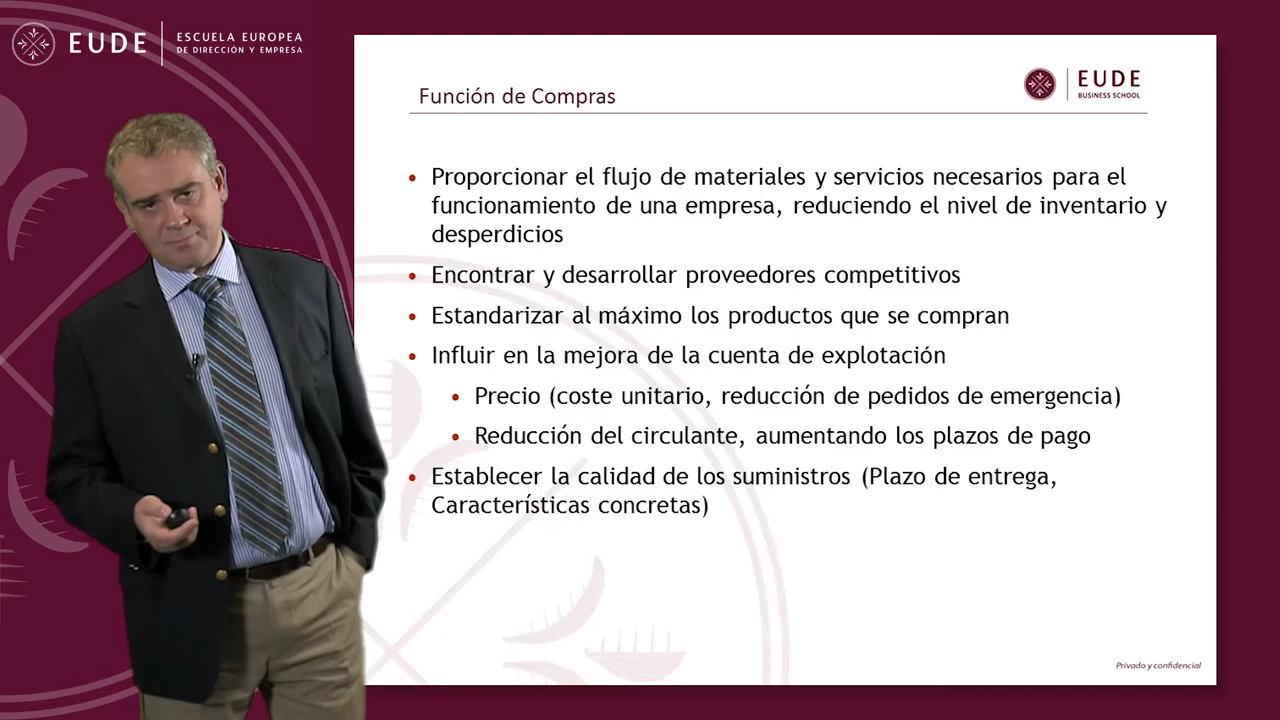 EUDE
ESCUELA EUROPEA
DE DIRECCIÓN Y EMPRESA
Función de Compras
EUDE
BUSINESS SCHOOL
• Proporcionar el flujo de materiales y servicios necesarios para el
funcionamiento de una empresa, reduciendo el nivel de inventario y
desperdicios
• Encontrar y desarrollar proveedores competitivos
• Estandarizar al máximo los productos que se compran
• Influir en la mejora de la cuenta de explotación
• Precio (coste unitario, reducción de pedidos de emergencia)
• Reducción del circulante, aumentando los plazos de pago
• Establecer la calidad de los suministros (Plazo de entrega,
Características concretas)
Privado y confidencial